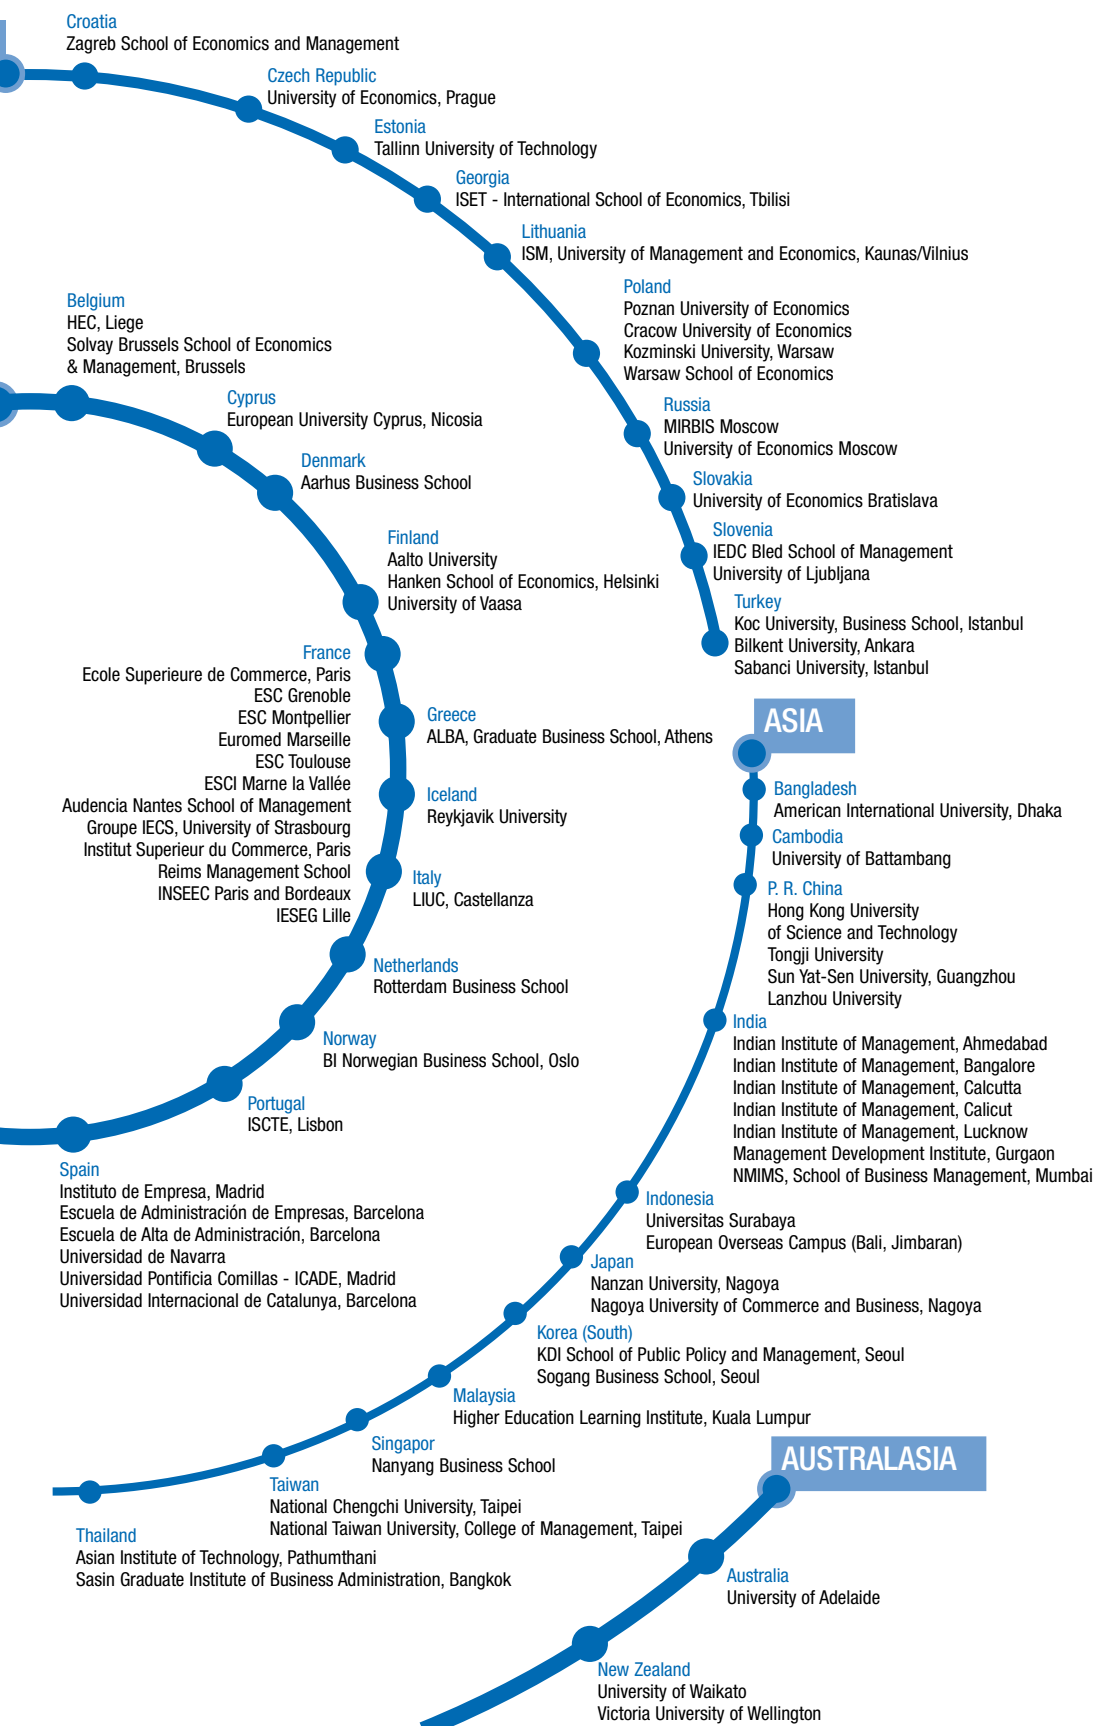 Croatia
Zagreb School of Economics and Management
Czech Republic
University of Economics, Prague
Estonia
Tallinn University of Technology
Georgia
ISET - International School of Economics, Tbilisi
Lithuania
ISM, University of Management and Economics, Kaunas/Vilnius
Poland
Poznan University of Economics
Cracow University of Economics
Kozminski University, Warsaw
Warsaw School of Economics
Russia
MIRBIS Moscow
University of Economics Moscow
Slovakia
University of Economics Bratislava
Slovenia
IEDC Bled School of Management
University of Ljubljana
Turkey
Koc University, Business School, Istanbul
Bilkent University, Ankara
Sabanci University, Istanbul
Belgium
HEC, Liege
Solvay Brussels School of Economics
& Management, Brussels
Cyprus
European University Cyprus, Nicosia
Denmark
Aarhus Business School
Finland
Aalto University
Hanken School of Economics, Helsinki
University of Vaasa
France
Ecole Superieure de Commerce, Paris
ESC Grenoble
ESC Montpellier
Euromed Marseille
ESC Toulouse
ESCI Marne la Vallée
Audencia Nantes School of Management
Groupe IECS, University of Strasbourg
Institut Superieur du Commerce, Paris
Reims Management School
INSEEC Paris and Bordeaux
IESEG Lille
Greece
ALBA, Graduate Business School, Athens
Iceland
Reykjavik University
Italy
LIUC, Castellanza
Netherlands
Rotterdam Business School
Norway
BI Norwegian Business School, Oslo
Portugal
ISCTE, Lisbon
Spain
Instituto de Empresa, Madrid
Escuela de Administración de Empresas, Barcelona
Escuela de Alta de Administración, Barcelona
Universidad de Navarra
Universidad Pontificia Comillas - ICADE, Madrid
Universidad Internacional de Catalunya, Barcelona
ASIA
Bangladesh
American International University, Dhaka
Cambodia
University of Battambang
P. R. China
Hong Kong University
of Science and Technology
Tongji University
Sun Yat-Sen University, Guangzhou
Lanzhou University
India
Indian Institute of Management, Ahmedabad
Indian Institute of Management, Bangalore
Indian Institute of Management, Calcutta
Indian Institute of Management, Calicut
Indian Institute of Management, Lucknow
Management Development Institute, Gurgaon
NMIMS, School of Business Management, Mumbai
Indonesia
Universitas Surabaya
European Overseas Campus (Bali, Jimbaran)
Japan
Nanzan University, Nagoya
Nagoya University of Commerce and Business, Nagoya
Korea (South)
KDI School of Public Policy and Management, Seoul
Sogang Business School, Seoul
Malaysia
Higher Education Learning Institute, Kuala Lumpur
Singapor
Nanyang Business School
Taiwan
National Chengchi University, Taipei
National Taiwan University, College of Management, Taipei
Thailand
Asian Institute of Technology, Pathumthani
Sasin Graduate Institute of Business Administration, Bangkok
AUSTRALASIA
Australia
University of Adelaide
New Zealand
University of Waikato
Victoria University of Wellington